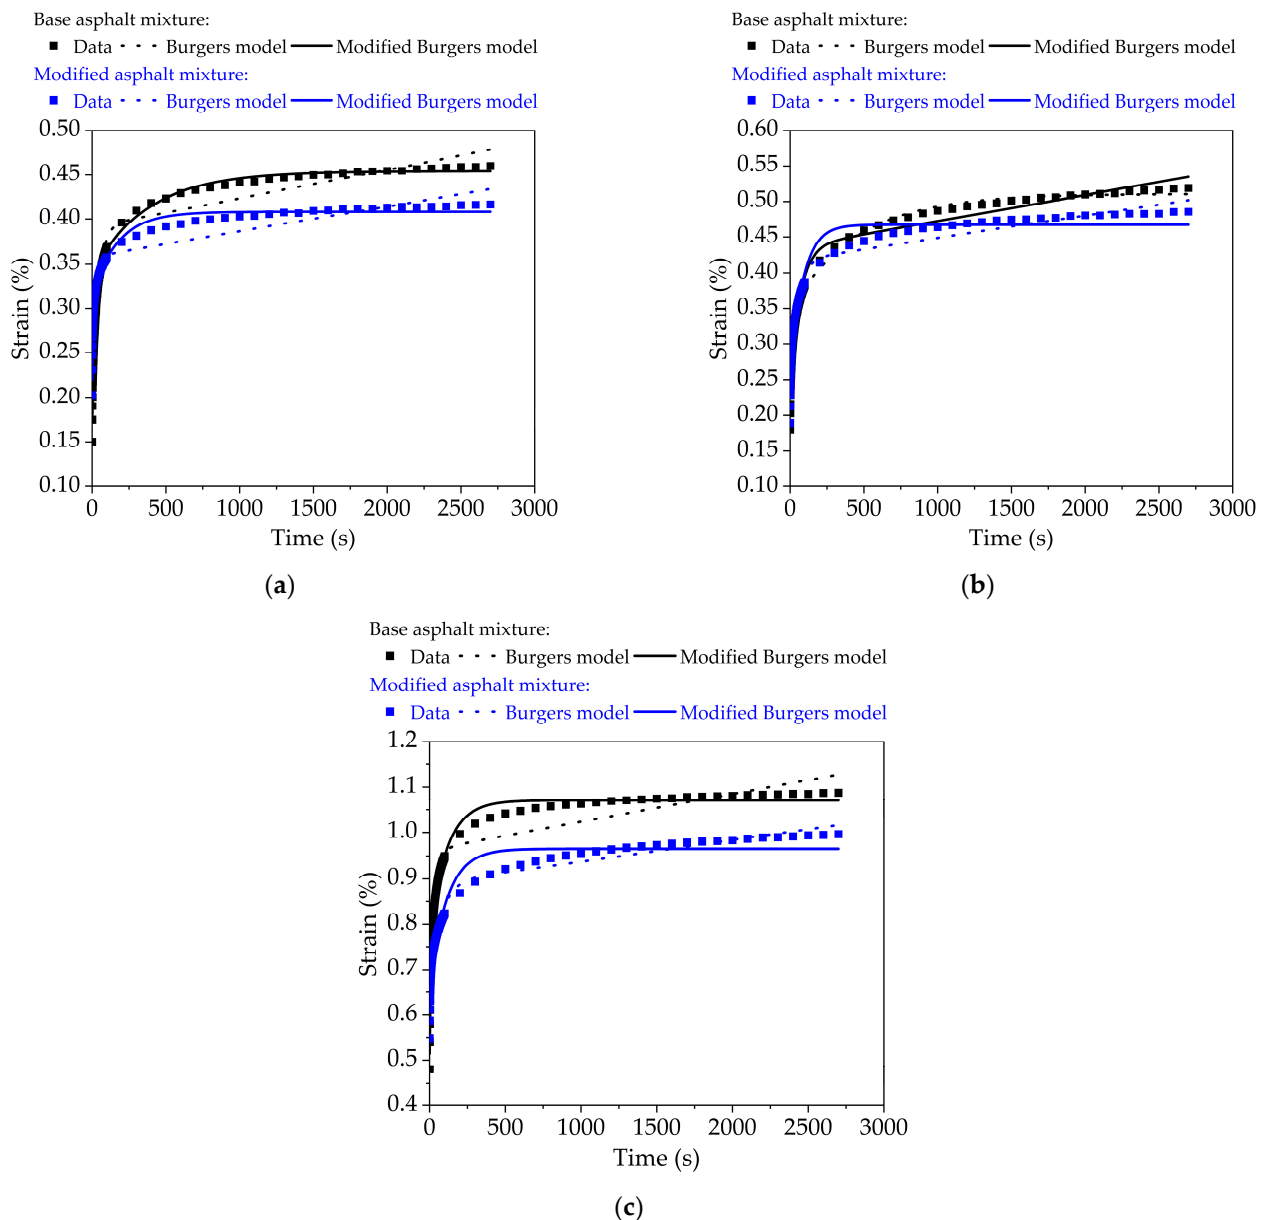 Base asphalt mixture:
Data Burgers model Modified Burgers model
Modified asphalt mixture:
Data Burgers model Modified Burgers model
0.50
0.45
0.40
0.35
0.30
0.25
0.20
0.15
0.10
Strain (%)
0 500 1000 1500 2000 2500 3000
Time (s)
(a)
Base asphalt mixture:
Data Burgers model Modified Burgers model
Modified asphalt mixture:
Data Burgers model Modified Burgers model
0.60
0.55
0.50
0.45
0.40
0.35
0.30
0.25
0.20
0.15
0.10
Strain (%)
0 500 1000 1500 2000 2500 3000
Time (s)
(b)
Base asphalt mixture:
Data Burgers model Modified Burgers model
Modified asphalt mixture:
Data Burgers model Modified Burgers model
1.2
1.1
1.0
0.9
0.8
0.7
0.6
0.5
0.4
Strain (%)
0 500 1000 1500 2000 2500 3000
Time (s)
(c)